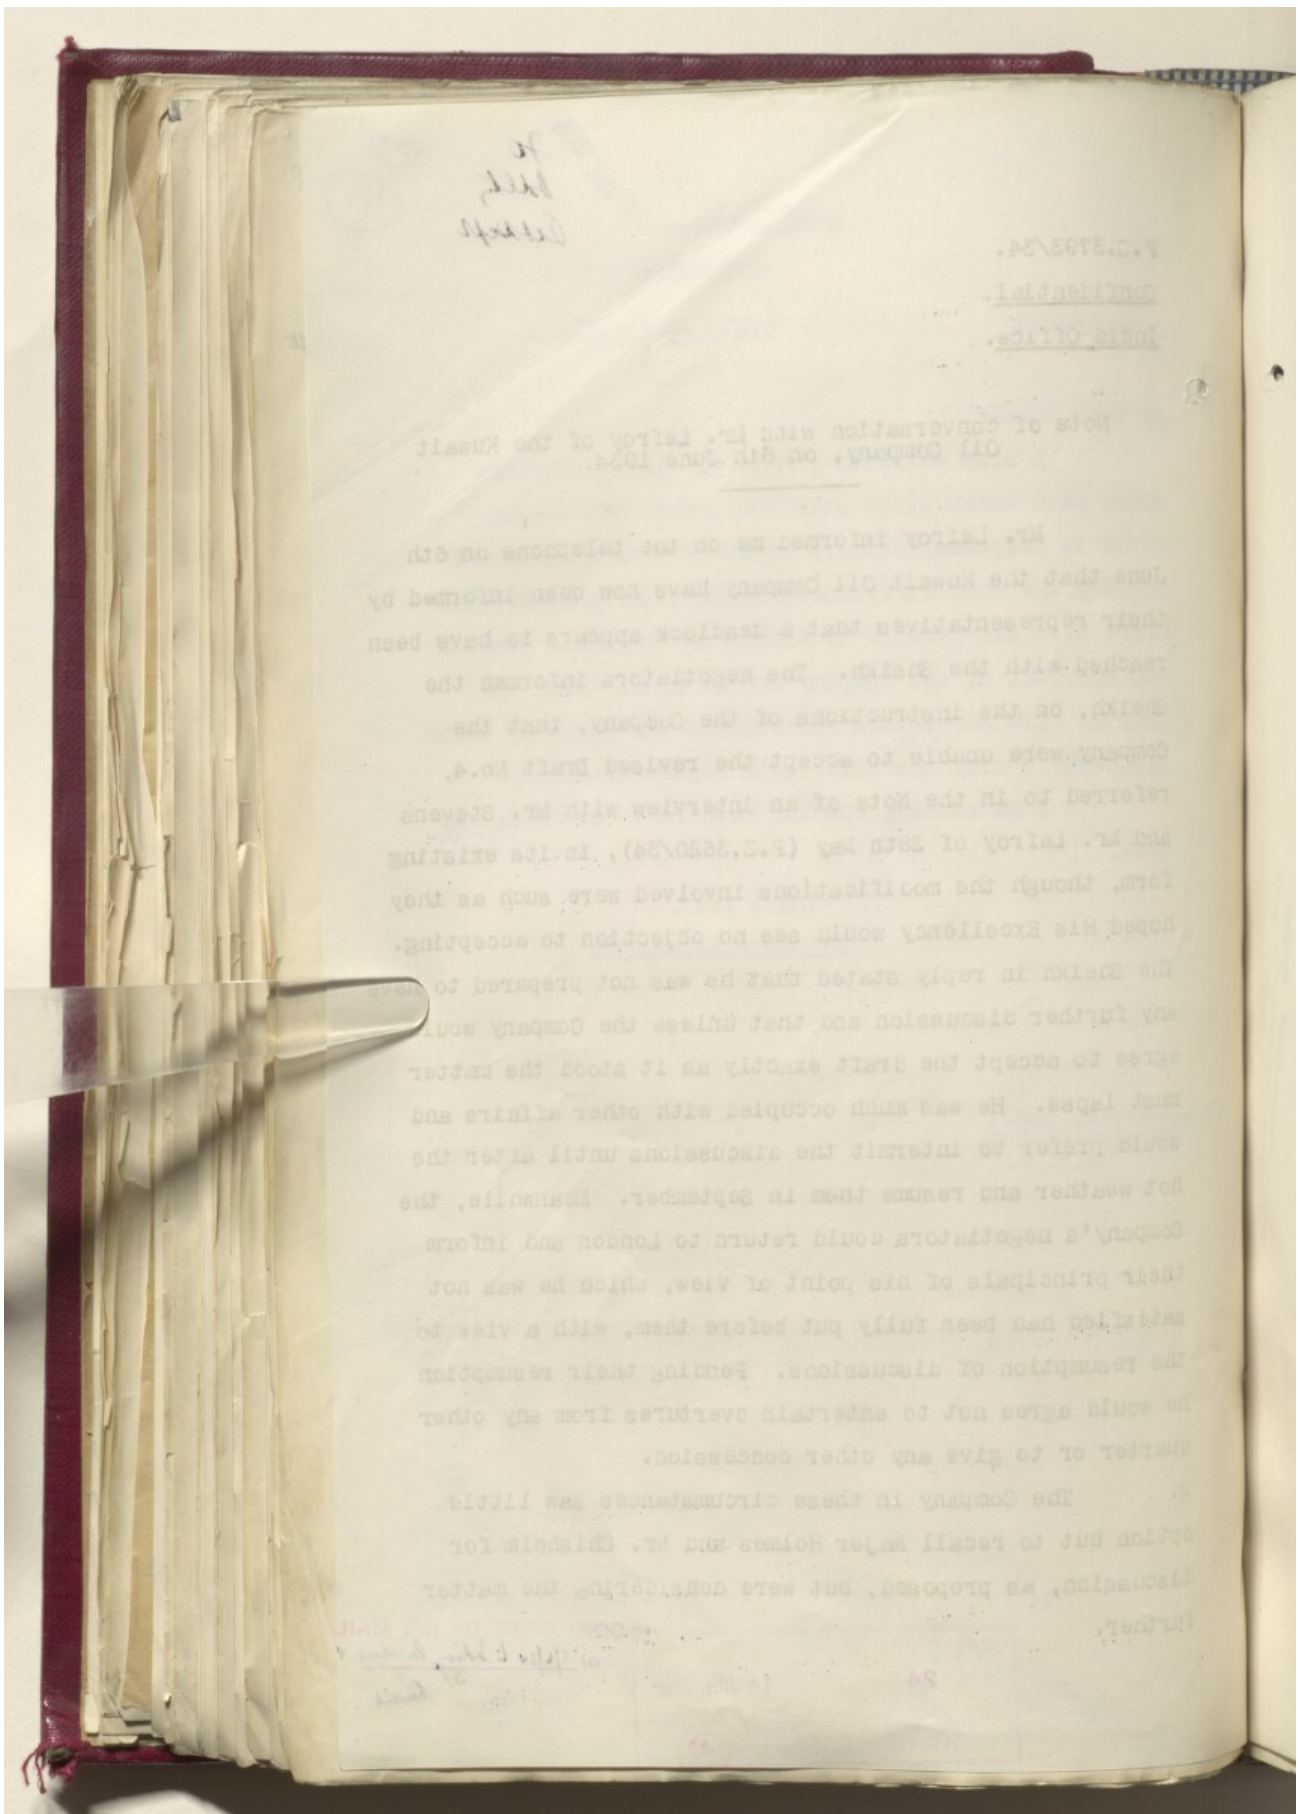 P.Z.3793/34.
Confidential.
India Office.
Note of conversation with Mr. Lefroy of the Kuwait
Oil Company, on 6th June 1934.
Mr. Lefroy informed me on the telephone on 6th
June that the Kuwait Oil Company have now been informed by
their representatives that a deadlock appears to have been
reached with the Sheikh. The negotiators informed the
Sheikh, on the instructions of the Company, that the
Company were unable to accept the revised Draft No.4,
referred to in the Note of an interview with Mr. Stevens
and Mr. Lefroy of 28th May (P.Z.3620/34), in its existing
form, though the modifications involved were such as they
hoped His Excellency would see no objection to accepting.
The Sheikh in reply stated that he was not prepared to have
any further discussion and that unless the Company would
agree to accept the draft exactly as it stood the matter
must lapse. He was much occupied with other affairs and
would prefer to intermit the discussions until after the
hot weather and resume them in September. Meanwhile, the
Company's negotiators could return to London and inform
their principals of his point of view, which he was not
satisfied had been fully put before them, with a view to
the resumption of discussions. Pending their resumption
he would agree not to entertain overtures from any other
quarter or to give any other concession.
2. The Company in these circumstances saw little
option but to recall Major Holmes and Mr. Chisholm for
discussion, as proposed, but were considering the matter
further.
24